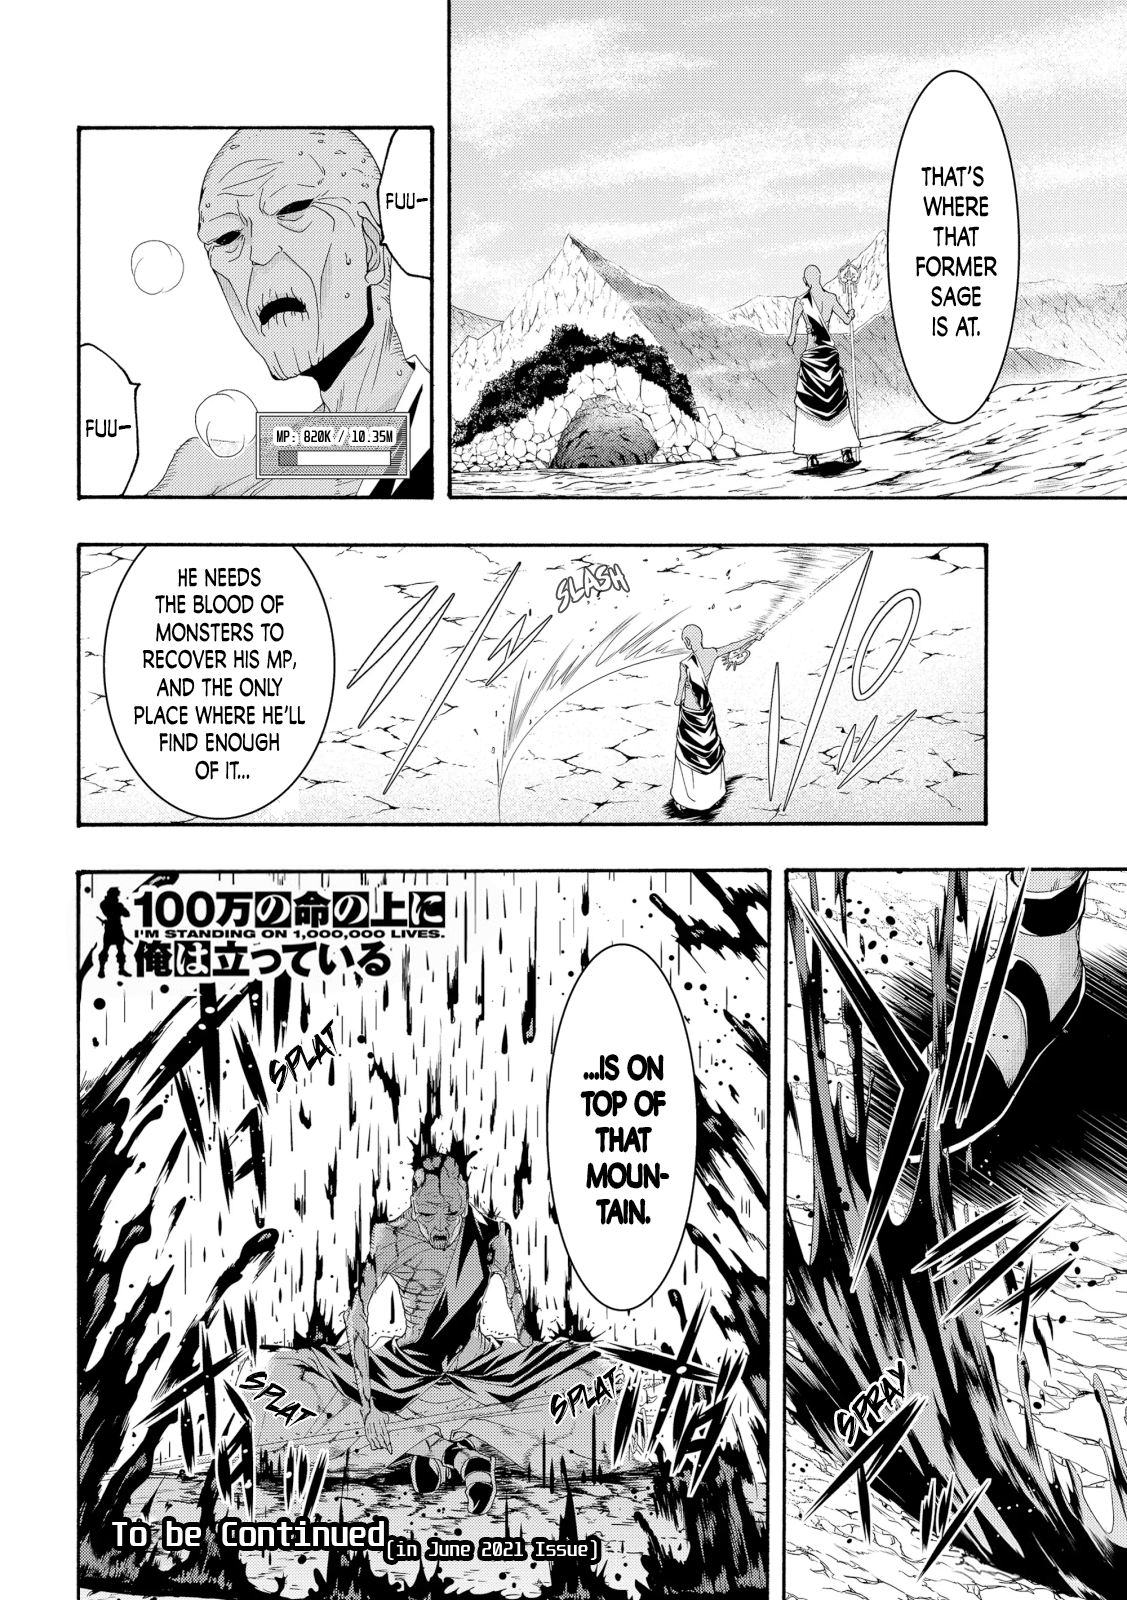 THAT'S
WHERE
THAT
FORMER
SAGE
IS AT.
FUU-
FUU-
MP: 820K / 10.35M
SLASH
HE NEEDS
THE BLOOD OF
MONSTERS TO
RECOVER HIS MP,
AND THE ONLY
PLACE WHERE HE'LL
FIND ENOUGH
OF IT...
SPRAY
100万の命の上に
I'M STANDING ON 1,000,000 LIVES.
俺は立っている
...IS ON
TOP OF
THAT
MOUN-
TAIN.
SPLAT
SPLAT
SPLAT
To be Continued
(in June 2021 Issue)